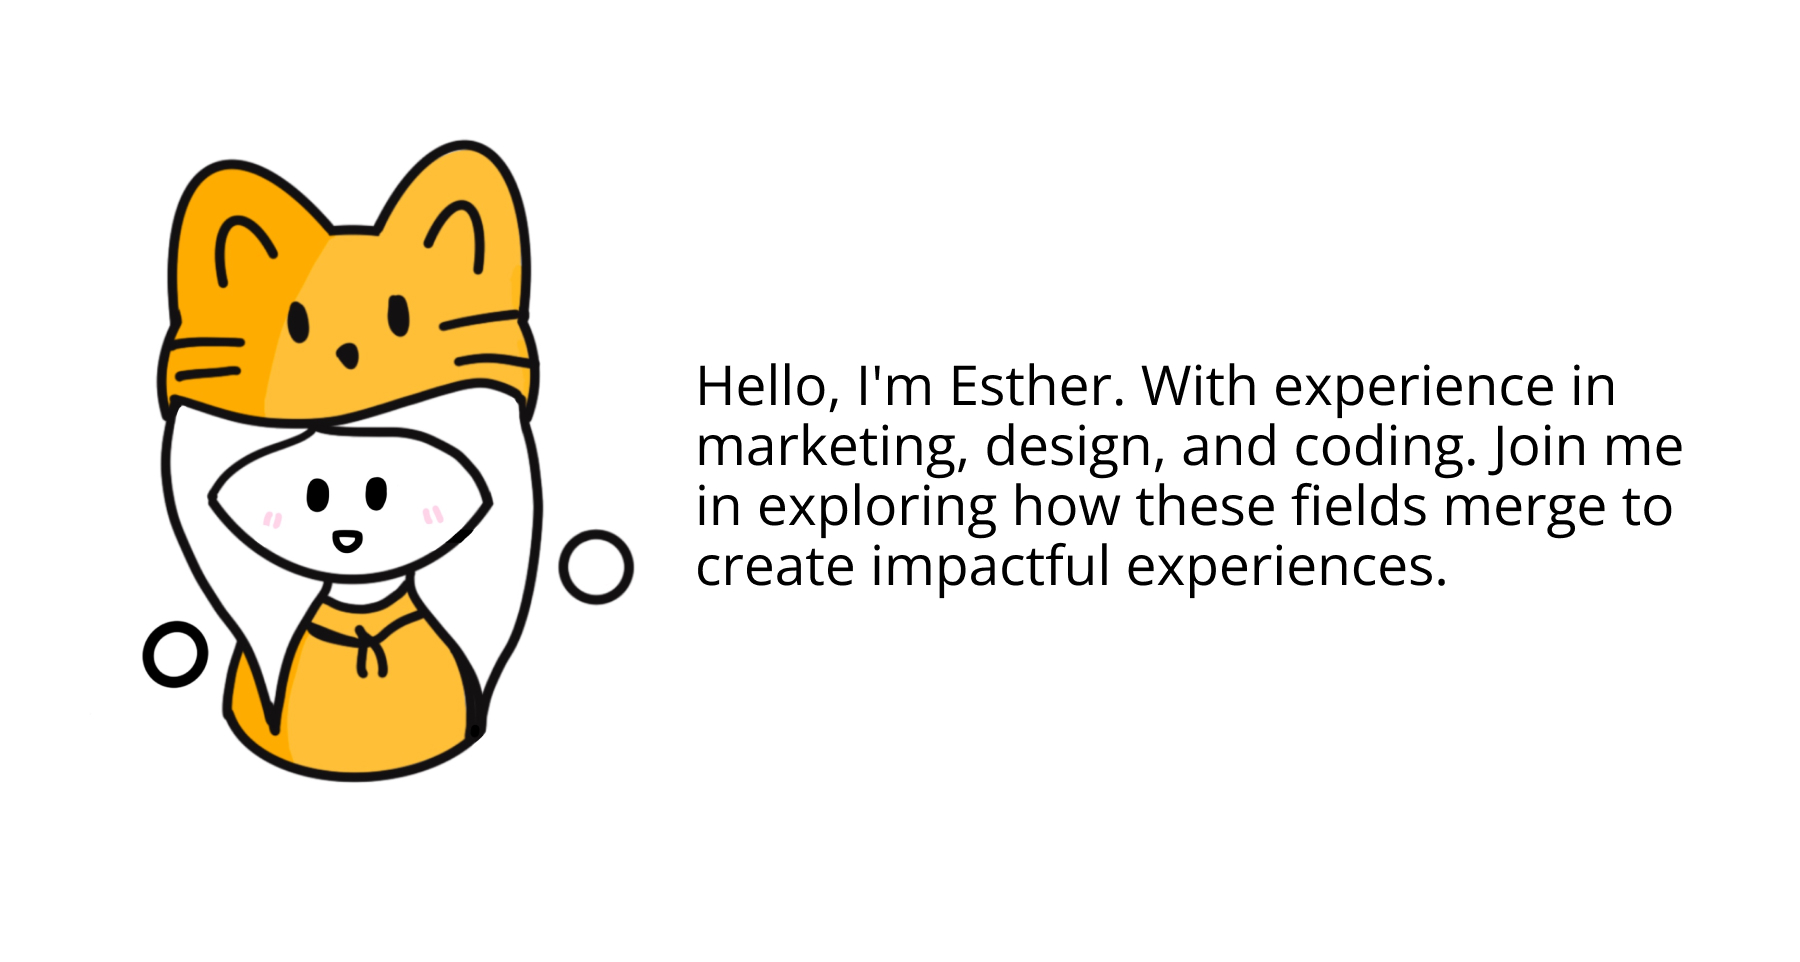 Hello, I'm Esther. With experience in
marketing, design, and coding. Join me
in exploring how these fields merge to
create impactful experiences.